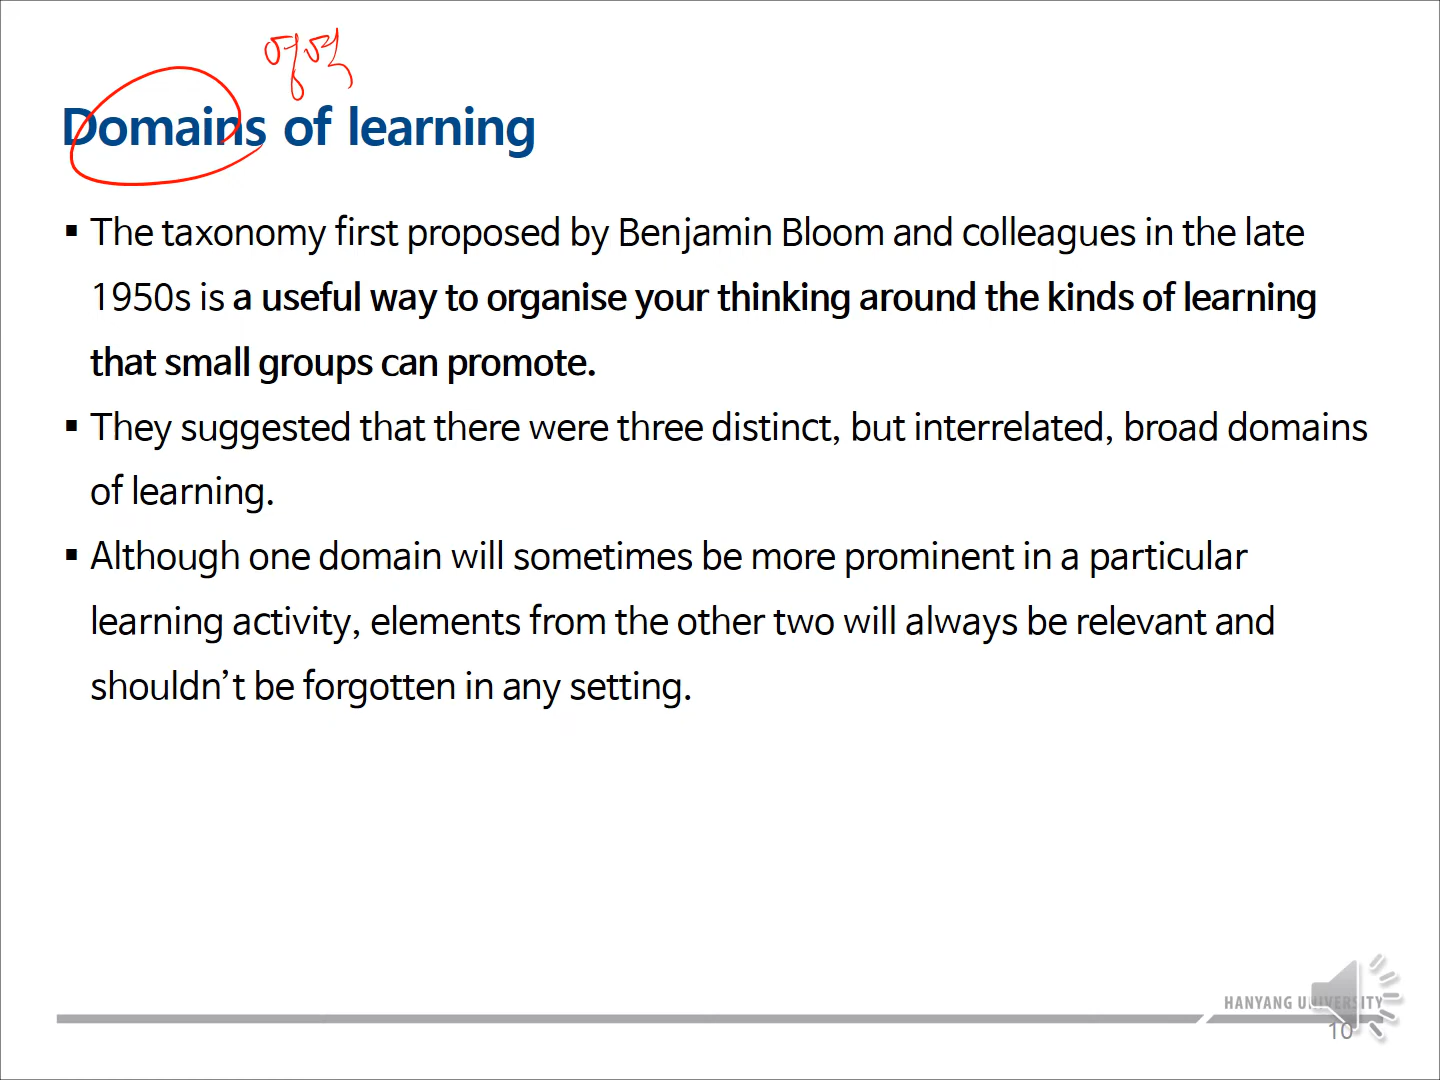 영역
Domains of learning
▪ The taxonomy first proposed by Benjamin Bloom and colleagues in the late
1950s is a useful way to organise your thinking around the kinds of learning
that small groups can promote.
▪ They suggested that there were three distinct, but interrelated, broad domains
of learning.
▪ Although one domain will sometimes be more prominent in a particular
learning activity, elements from the other two will always be relevant and
shouldn’t be forgotten in any setting.
HANYANG UNIVERSITY
10